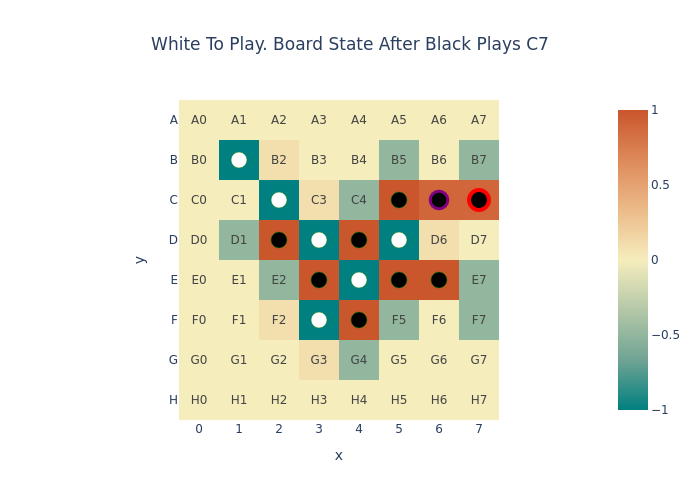 White To Play. Board State After Black Plays C7
A A0 A1 A2 A3 A4 A5 A6 A7 1
B B0 B2 B3 B4 B5 B6 B7 0.5
C C0 C1 C3 C4
D D0 D1 D6 D7 0
y
E E0 E1 E2 E7
F F0 F1 F2 F5 F6 F7 −0.5
G G0 G1 G2 G3 G4 G5 G6 G7
H H0 H1 H2 H3 H4 H5 H6 H7 −1
0 1 2 3 4 5 6 7
x